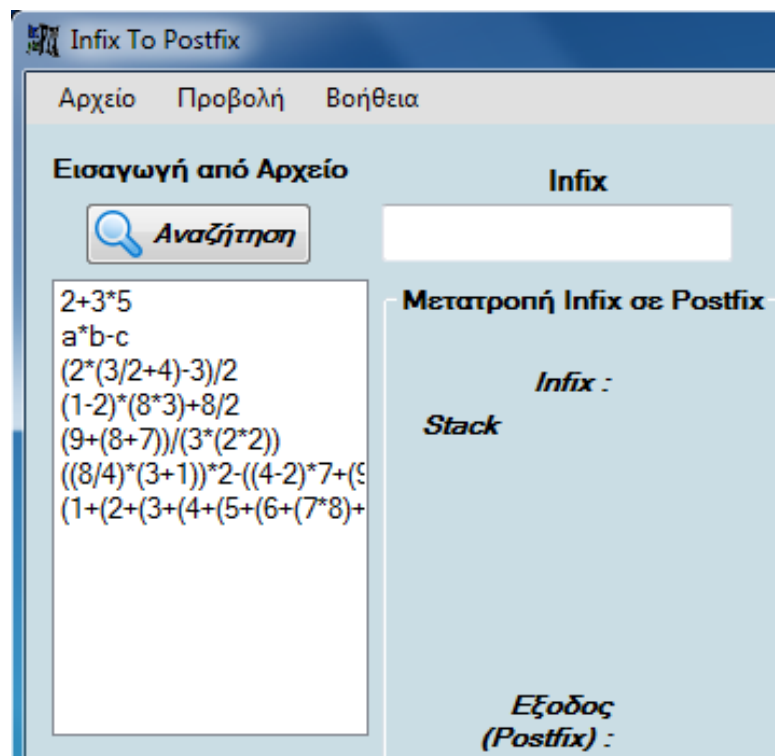 Infix To Postfix
Αρχείο Προβολή Βοήθεια
Εισαγωγή από Αρχείο
Αναζήτηση
Infix
2+3*5
a*b-c
(2*(3/2+4)-3)/2
(1-2)*(8*3)+8/2
(9+(8+7))/(3*(2*2))
((8/4)*(3+1))*2-((4-2)*7+(9
(1+(2+(3+(4+(5+(6+(7*8)+
Μετατροπή Infix σε Postfix
Infix :
Stack
Εξοδος
(Postfix) :